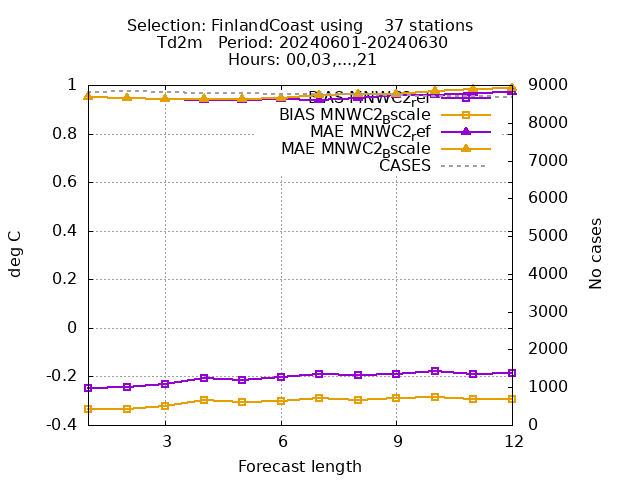 Selection: FinlandCoast using    37 stations
Td2m   Period: 20240601-20240630
Hours: 00,03,...,21
BIAS MNWC2_ref
BIAS MNWC2_Bscale
MAE MNWC2_ref
MAE MNWC2_Bscale
CASES
1
0.8
0.6
0.4
0.2
0
-0.2
-0.4
deg C
9000
8000
7000
6000
5000
4000
3000
2000
1000
0
No cases
3 6 9 12
Forecast length